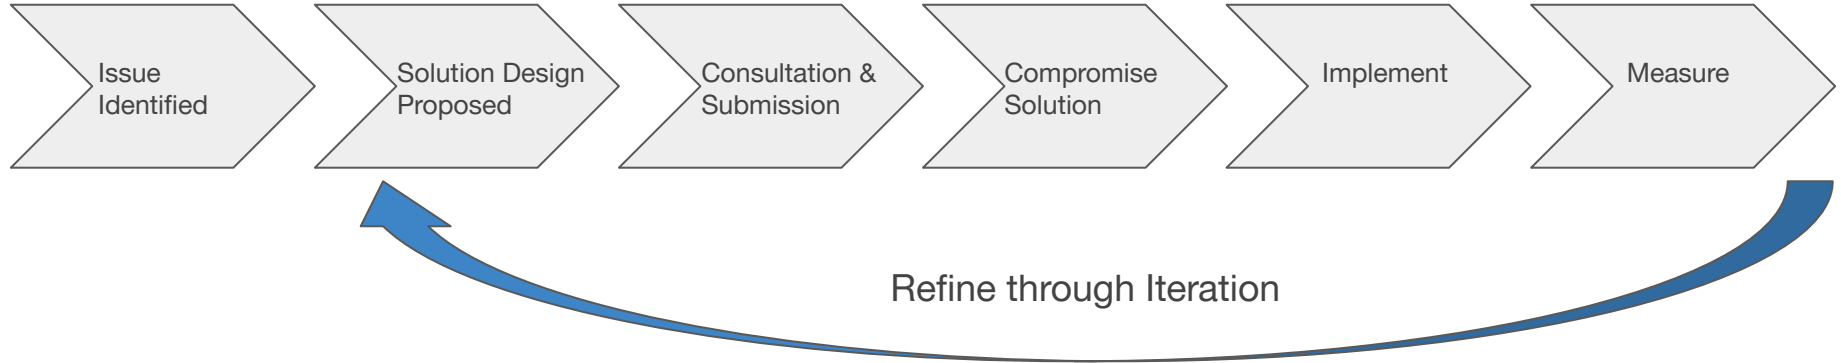 Issue
Identified
Solution Design
Proposed
Consultation &
Submission
Compromise
Solution
Implement
Measure
Refine through Iteration